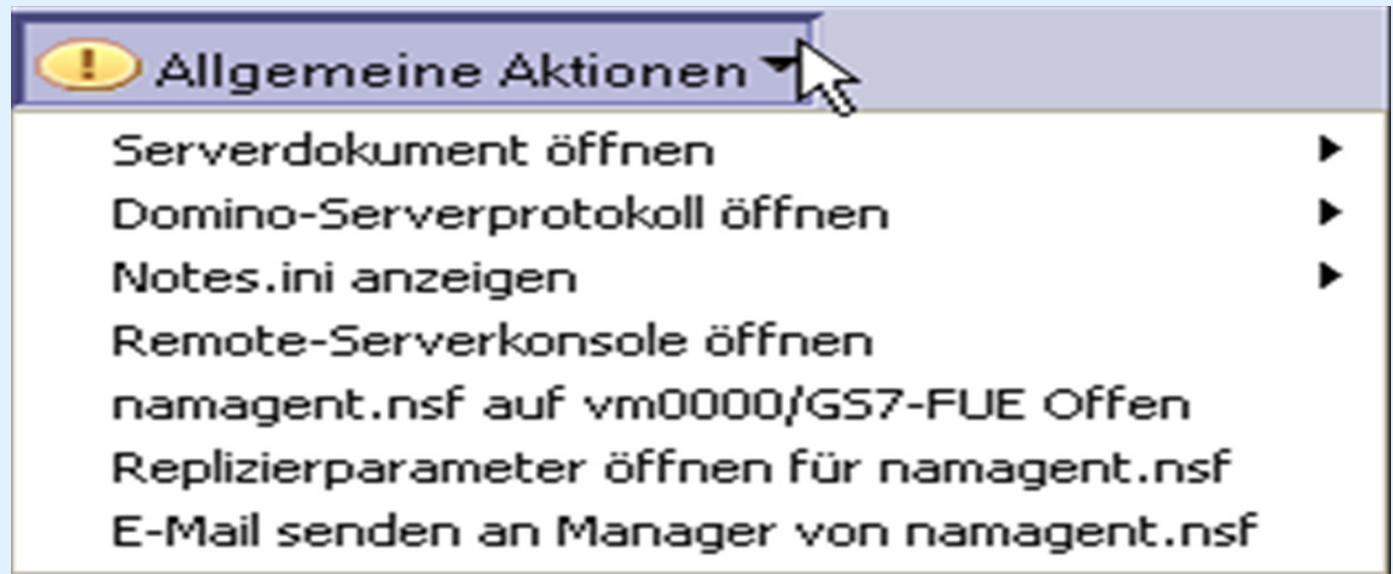 ! Allgemeine Aktionen
Serverdokument öffnen
Domino-Serverprotokoll öffnen
Notes.ini anzeigen
Remote-Serverkonsole öffnen
namagent.nsf auf vm0000/GS7-FUE Offen
Replizierparameter öffnen für namagent.nsf
E-Mail senden an Manager von namagent.nsf